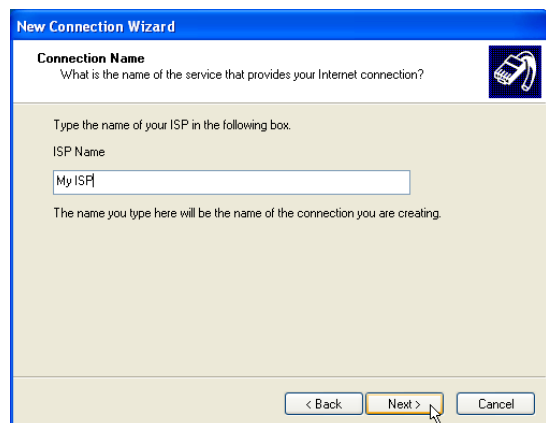 New Connection Wizard
Connection Name
What is the name of the service that provides your Internet connection?
Type the name of your ISP in the following box.
ISP Name
My ISP
The name you type here will be the name of the connection you are creating.
< Back Next > Cancel